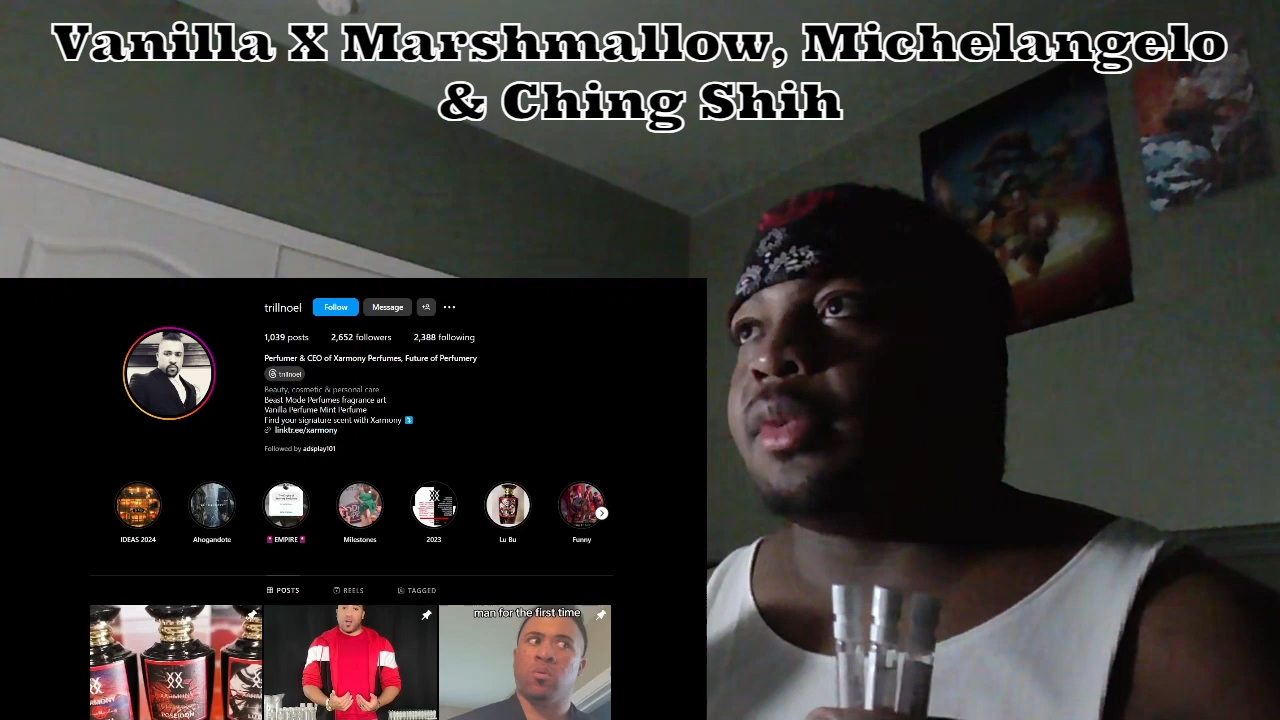 Vanilla X Marshmallow, Michelangelo
& Ching Shih
trillnoel Follow Message
1,039 posts 2,652 followers 2,388 following
Perfumer & CEO of Xarmony Perfumes, Future of Perfumery
trillnoel
Beauty, cosmetic & personal care
Beast Mode Perfumes fragrance art
Vanilla Perfume Mint Perfume
Find your signature scent with Xarmony
linktr.ee/xarmony
Followed by adsplay101
IDEAS 2024 Ahogandote EMPIRE Milestones 2023 Lu Bu Funny
POSTS REELS TAGGED
man for the first time
POSEIDON